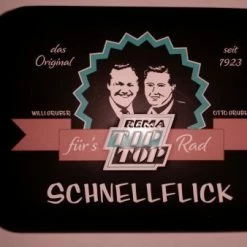 das
Original
seit
1923
WILLI GRUBER
OTTO GRUBER
REMA
TIP
TOP
für's Rad
SCHNELLFLICK